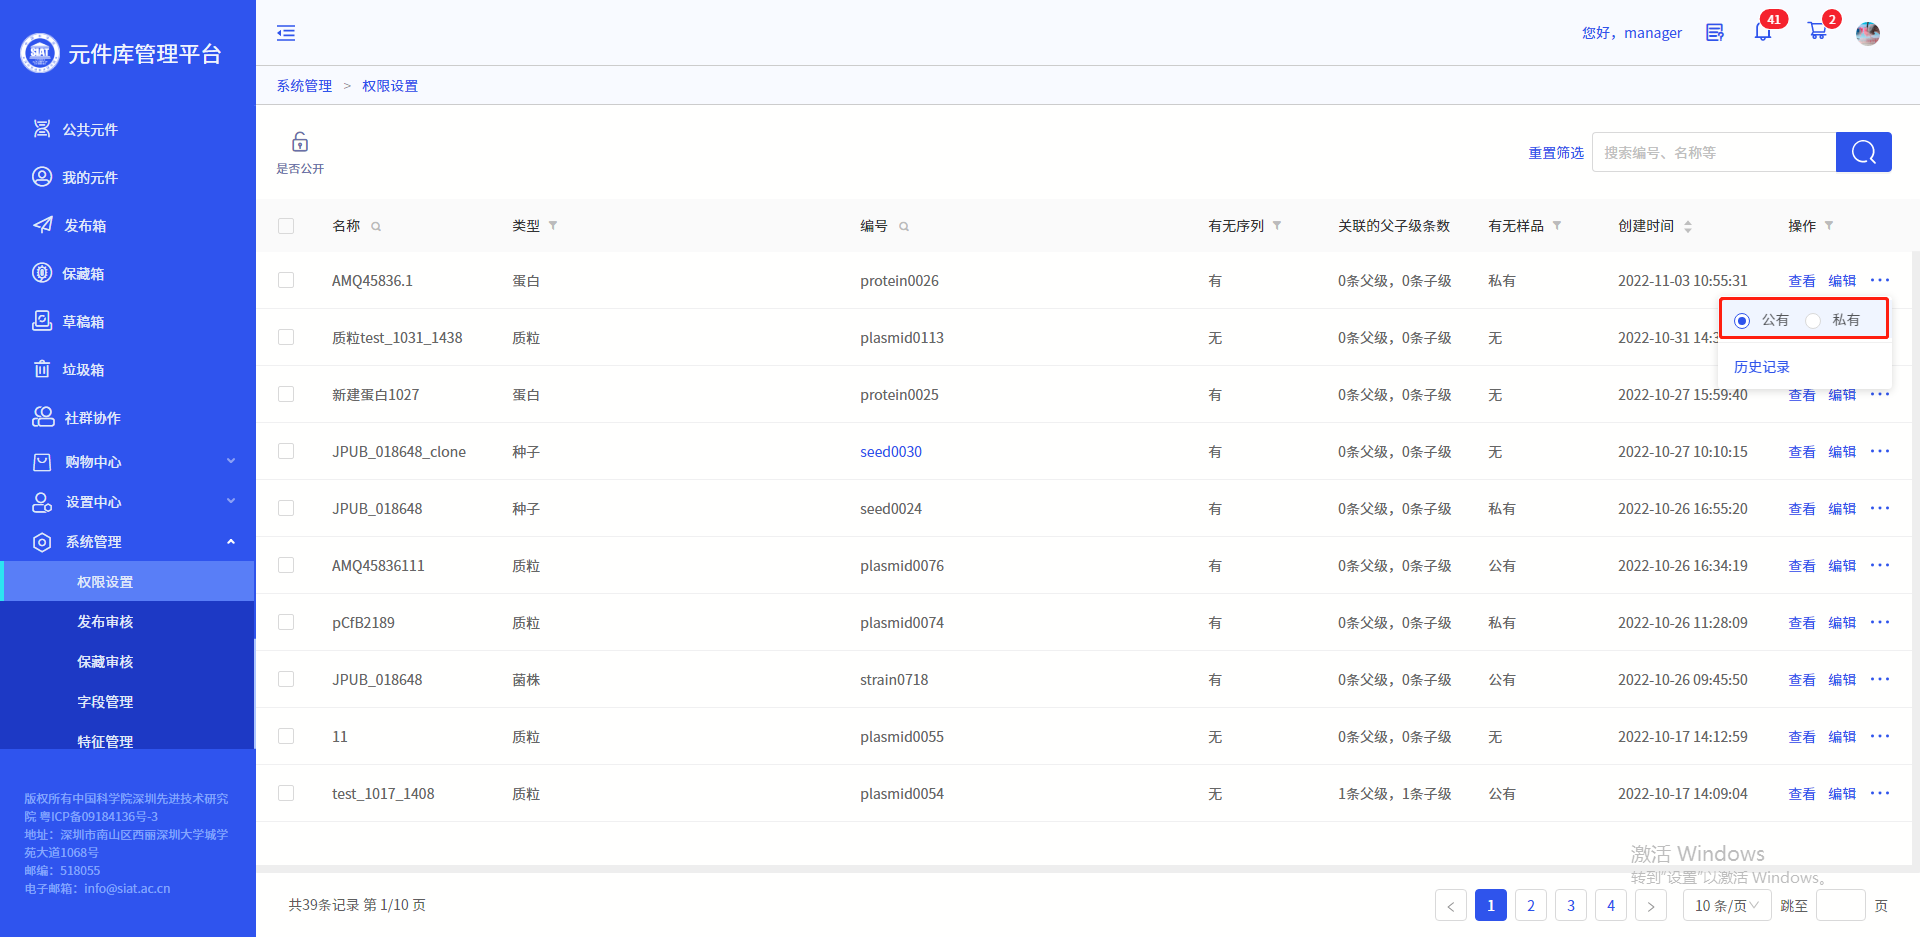 SIAT
元件库管理平台
公共元件
我的元件
发布箱
保藏箱
草稿箱
垃圾箱
社群协作
购物中心
设置中心
系统管理
权限设置
发布审核
保藏审核
字段管理
特征管理
版权所有中国科学院深圳先进技术研究
院 粤ICP备09184136号-3
地址：深圳市南山区西丽深圳大学城学
苑大道1068号
邮编：518055
电子邮箱：info@siat.ac.cn
您好，manager 41 2
系统管理 > 权限设置
是否公开
重置筛选 搜索编号、名称等
名称 类型 编号 有无序列 关联的父子级条数 有无样品 创建时间 操作
AMQ45836.1 蛋白 protein0026 有 0条父级，0条子级 私有 2022-11-03 10:55:31 查看 编辑 ···
公有 私有
质粒test_1031_1438 质粒 plasmid0113 无 0条父级，0条子级 无 2022-10-31 14:3
历史记录
新建蛋白1027 蛋白 protein0025 有 0条父级，0条子级 无 2022-10-27 15:59:40 查看 编辑 ···
JPUB_018648_clone 种子 seed0030 有 0条父级，0条子级 无 2022-10-27 10:10:15 查看 编辑 ···
JPUB_018648 种子 seed0024 有 0条父级，0条子级 私有 2022-10-26 16:55:20 查看 编辑 ···
AMQ45836111 质粒 plasmid0076 有 0条父级，0条子级 公有 2022-10-26 16:34:19 查看 编辑 ···
pCfB2189 质粒 plasmid0074 有 0条父级，0条子级 私有 2022-10-26 11:28:09 查看 编辑 ···
JPUB_018648 菌株 strain0718 有 0条父级，0条子级 公有 2022-10-26 09:45:50 查看 编辑 ···
11 质粒 plasmid0055 无 0条父级，0条子级 无 2022-10-17 14:12:59 查看 编辑 ···
test_1017_1408 质粒 plasmid0054 无 1条父级，1条子级 公有 2022-10-17 14:09:04 查看 编辑 ···
激活 Windows
转到"设置"以激活 Windows。
共39条记录 第 1/10 页 < 1 2 3 4 > 10 条/页 跳至 页